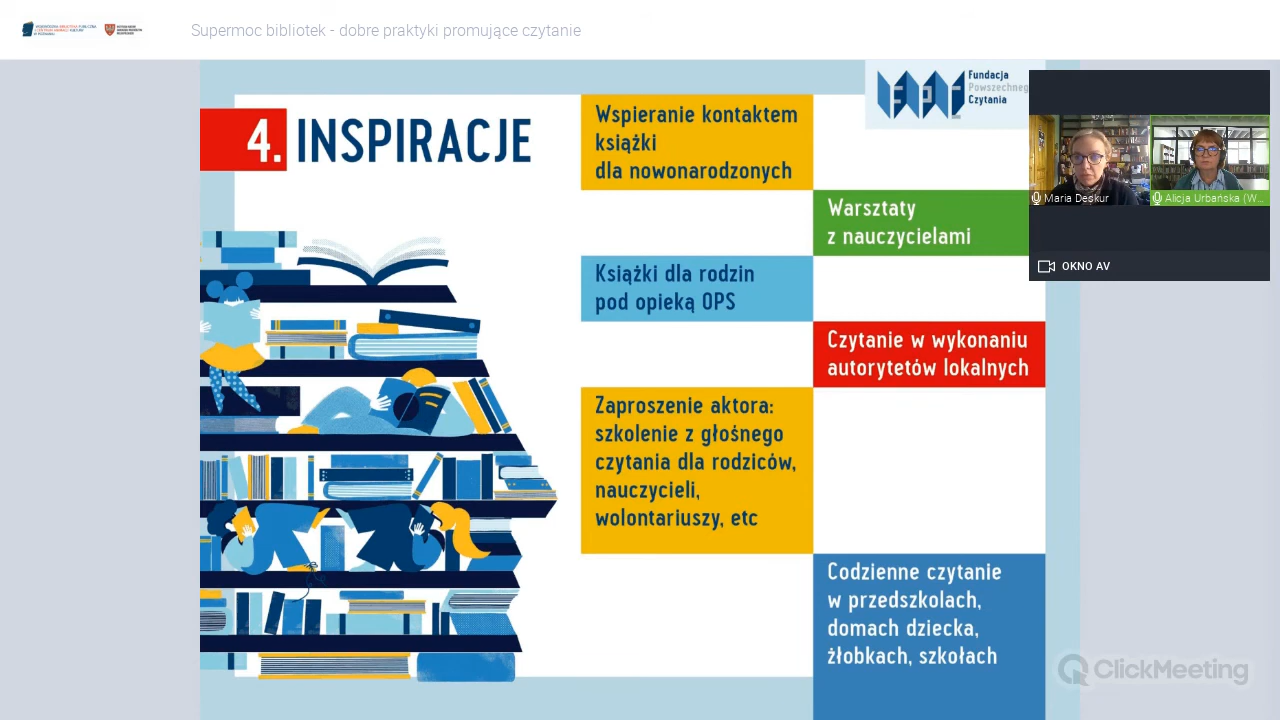 Supermoc bibliotek - dobre praktyki promujące czytanie
Fundacja
Powszechneg
Czytania
4. INSPIRACJE
Wspieranie kontaktem
książki
dla nowonarodzonych
Warsztaty
z nauczycielami
Książki dla rodzin
pod opieką OPS
Czytanie w wykonaniu
autorytetów lokalnych
Zaproszenie aktora:
szkolenie z głośnego
czytania dla rodziców,
nauczycieli,
wolontariuszy, etc
Codzienne czytanie
w przedszkolach,
domach dziecka,
żłobkach, szkołach
Maria Deskur
Alicja Urbańska (W...
OKNO AV
ClickMeeting